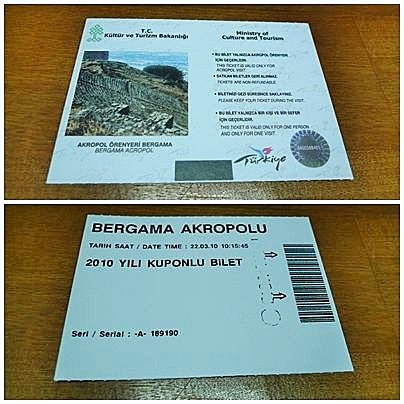 T.C.
Kültür ve Turizm Bakanlığı
AKROPOL ÖRENYERİ BERGAMA
BERGAMA ACROPOL
Ministry of
Culture and Tourism
BU BİLET YALNIZCA AKROPOL ÖRENYERİ
İÇİN GEÇERLİDİR.
THIS TICKET IS VALID ONLY FOR
ACROPOL VISIT.
SATILAN BİLETLER GERİ ALINMAZ.
TICKETS ARE NON-REFUNDABLE
BİLETİNİZİ GEZİ SÜRESİNCE SAKLAYINIZ.
PLEASE KEEP YOUR TICKET DURING THE VISIT.
BU BİLET YALNIZCA BİR KİŞİ VE BİR SEFER
İÇİN GEÇERLİDİR.
THIS TICKET IS VALID ONLY FOR ONE PERSON
AND ONLY FOR ONE VISIT.
Türkiye
BERGAMA AKROPOLU
TARIH SAAT / DATE TIME : 22.03.10 10:15:45
2010 YILI KUPONLU BiLET
Seri / Serial : -A- 189190